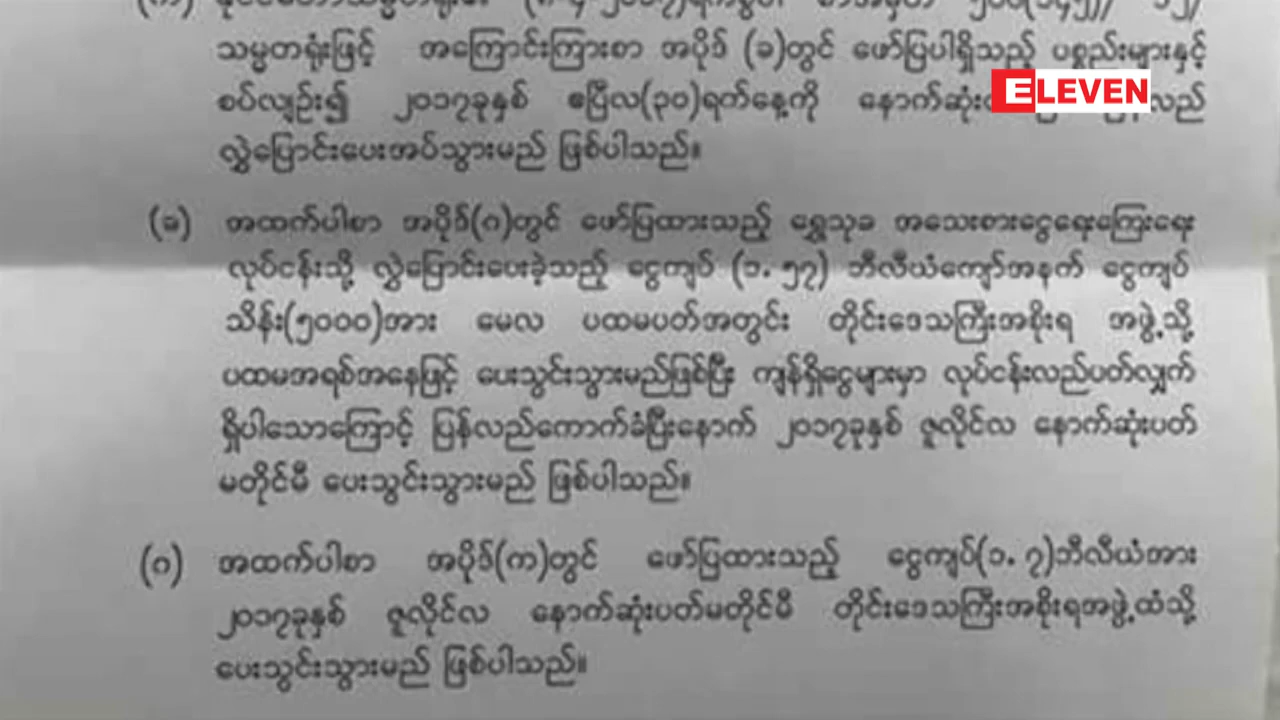 သမ္မတရုံးဖြင့် အကြောင်းကြားစာ အပိုဒ် (ခ)တွင် ဖော်ပြပါရှိသည့် ပစ္စည်းများနှင့်
ELEVEN
စပ်လျဉ်း၍ ၂၀၁၇ခုနှစ် ဧပြီလ(၃၀)ရက်နေ့ကို နောက်ဆုံး
လွှဲပြောင်းပေးအပ်သွားမည် ဖြစ်ပါသည်။
(ခ) အထက်ပါစာ အပိုဒ်(ဂ)တွင် ဖော်ပြထားသည့် ရွှေသုခ အသေးစားငွေရေးကြေးရေး
လုပ်ငန်းသို့ လွှဲပြောင်းပေးခဲ့သည့် ငွေကျပ် (၁.၅၇) ဘီလီယံကျော်အနက် ငွေကျပ်
သိန်း(၅၀၀၀)အား မေလ ပထမပတ်အတွင်း တိုင်းဒေသကြီးအစိုးရ အဖွဲ့သို့
ပထမအရစ်အနေဖြင့် ပေးသွင်းသွားမည်ဖြစ်ပြီး ကျန်ရှိငွေများမှာ လုပ်ငန်းလည်ပတ်လျှက်
ရှိပါသောကြောင့် ပြန်လည်ကောက်ခံပြီးနောက် ၂၀၁၇ခုနှစ် ဇူလိုင်လ နောက်ဆုံးပတ်
မတိုင်မီ ပေးသွင်းသွားမည် ဖြစ်ပါသည်။
(ဂ) အထက်ပါစာ အပိုဒ်(က)တွင် ဖော်ပြထားသည့် ငွေကျပ်(၁.၇)ဘီလီယံအား
၂၀၁၇ခုနှစ် ဇူလိုင်လ နောက်ဆုံးပတ်မတိုင်မီ တိုင်းဒေသကြီးအစိုးရအဖွဲ့ထံသို့
ပေးသွင်းသွားမည် ဖြစ်ပါသည်။